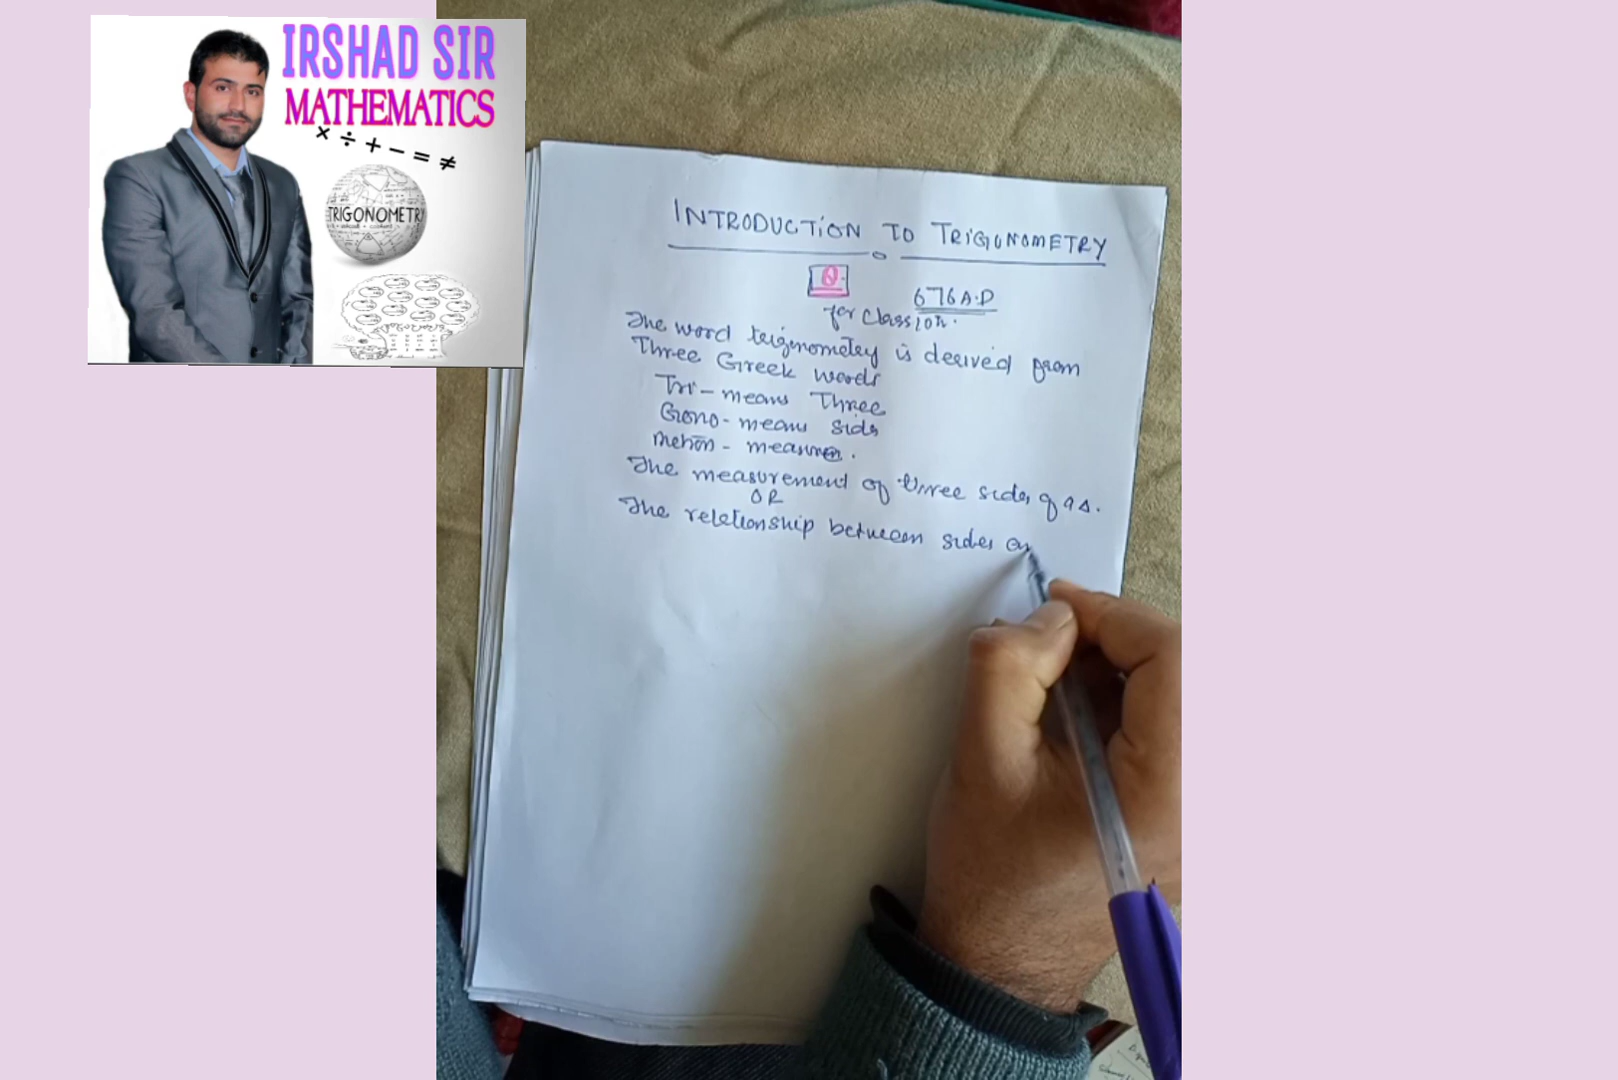 IRSHAD SIR
MATHEMATICS
× ÷ + − = ≠
TRIGONOMETRY
INTRODUCTION TO TRIGONOMETRY
Q.
676 A.D
for Class 10th.
The word trigonometry is derived from
Three Greek words
Tri - means Three
Gono - means sides
Metron - measure.
The measurement of three sides of a Δ.
OR
The reletionship between sides an